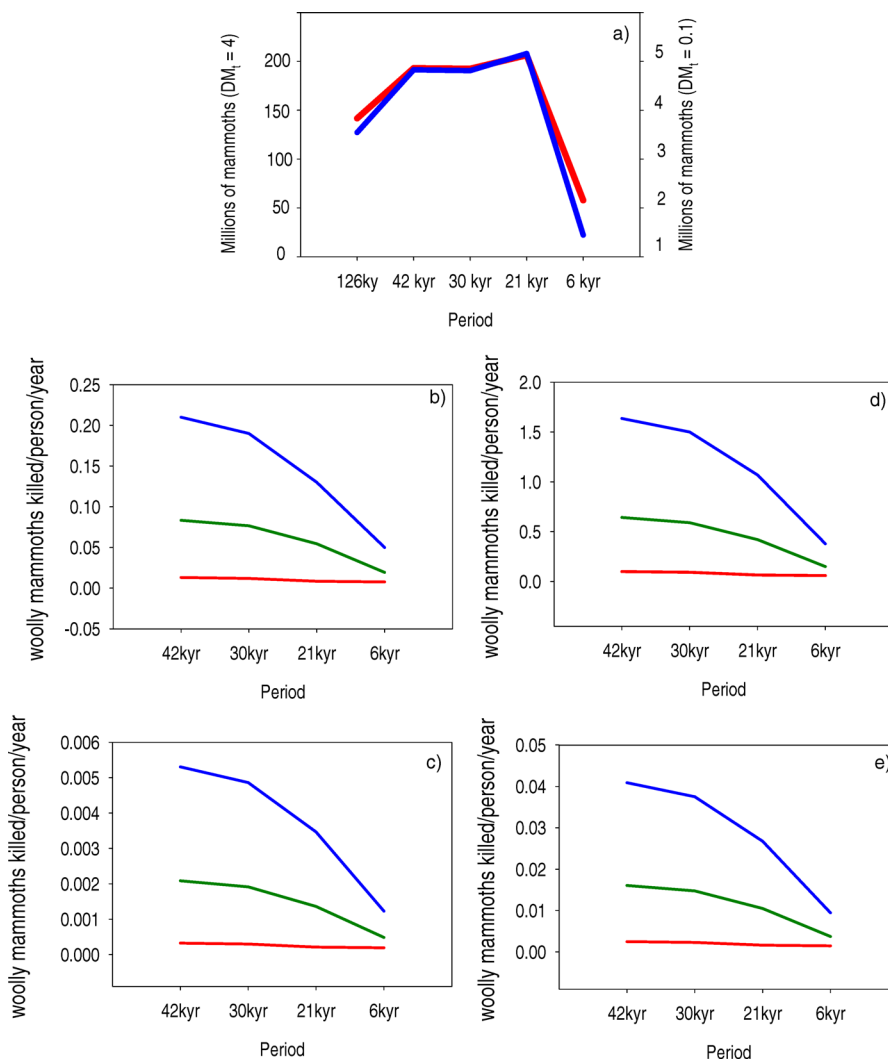 a)
Millions of mammoths (DMt = 4)
200
150
100
50
0
5
4
3
2
1
Millions of mammoths (DMt = 0.1)
126ky 42 kyr 30 kyr 21 kyr 6 kyr
Period
b)
woolly mammoths killed/person/year
0.25
0.20
0.15
0.10
0.05
0.00
-0.05
42kyr 30kyr 21kyr 6kyr
Period
d)
woolly mammoths killed/person/year
2.0
1.5
1.0
0.5
0.0
42kyr 30kyr 21kyr 6kyr
Period
c)
woolly mammoths killed/person/year
0.006
0.005
0.004
0.003
0.002
0.001
0.000
42kyr 30kyr 21kyr 6kyr
Period
e)
woolly mammoths killed/person/year
0.05
0.04
0.03
0.02
0.01
0.00
42kyr 30kyr 21kyr 6kyr
Period